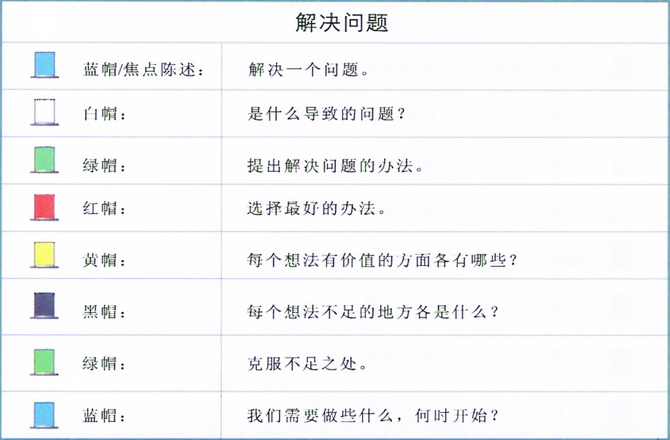 解决问题
蓝帽/焦点陈述： 解决一个问题。
白帽： 是什么导致的问题？
绿帽： 提出解决问题的办法。
红帽： 选择最好的办法。
黄帽： 每个想法有价值的方面各有哪些？
黑帽： 每个想法不足的地方各是什么？
绿帽： 克服不足之处。
蓝帽： 我们需要做些什么，何时开始？